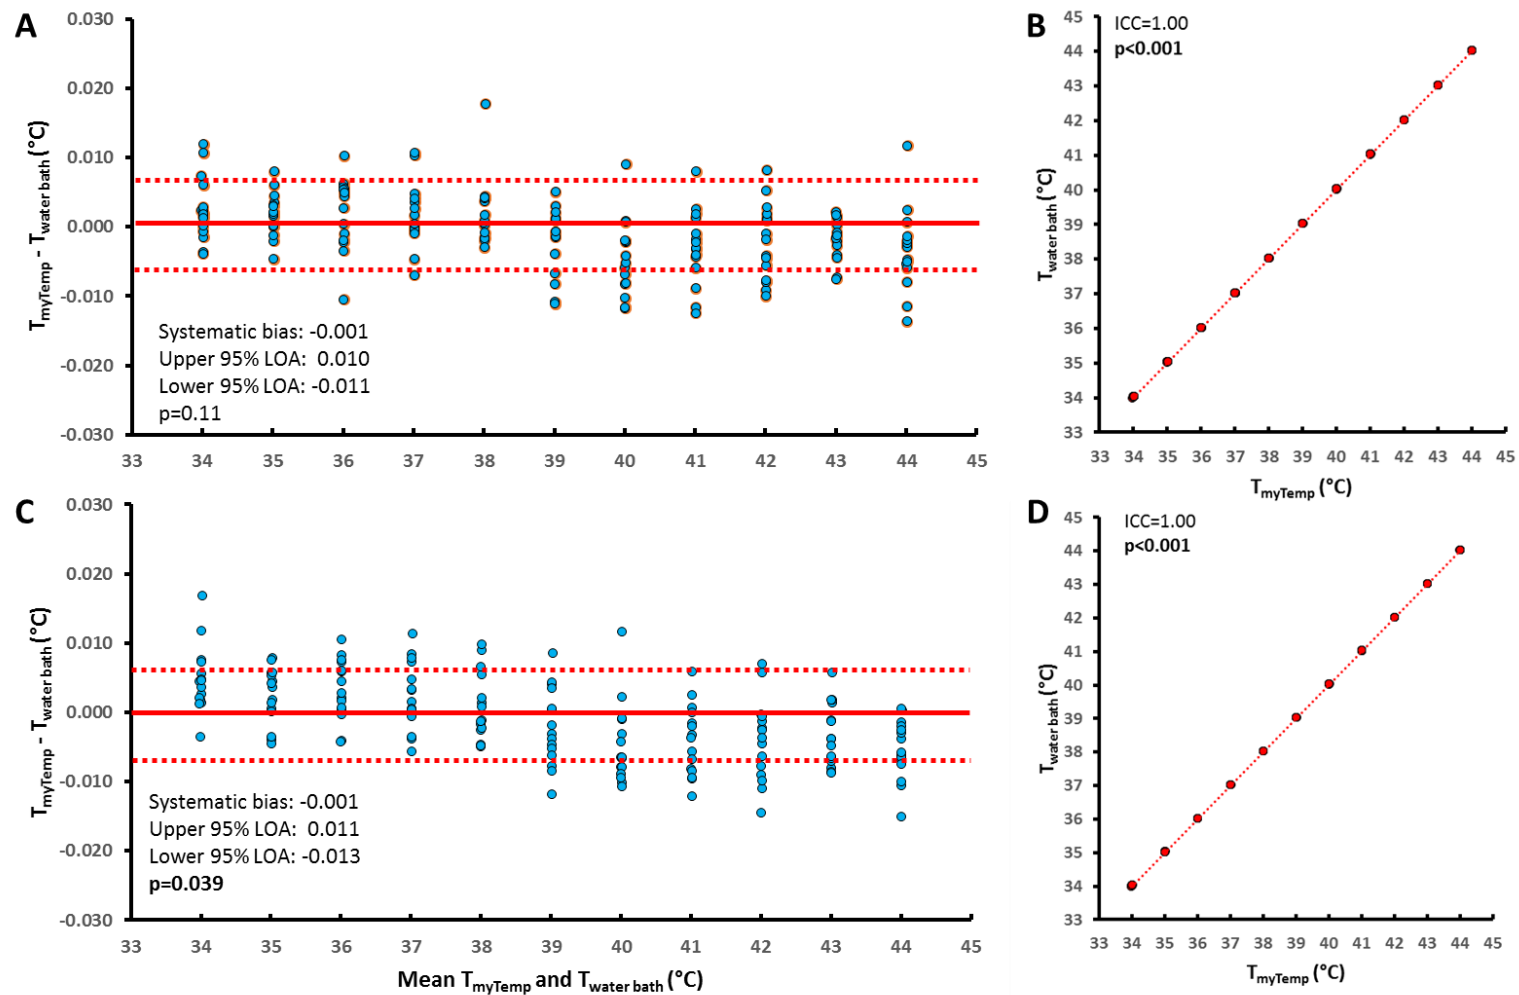 A
0.030
0.020
0.010
0.000
-0.010
-0.020
-0.030
TmyTemp - Twater bath (°C)
Systematic bias: -0.001
Upper 95% LOA: 0.010
Lower 95% LOA: -0.011
p=0.11
33 34 35 36 37 38 39 40 41 42 43 44 45
B
45
44
43
42
41
40
39
38
37
36
35
34
33
Twater bath (°C)
ICC=1.00
p<0.001
33 34 35 36 37 38 39 40 41 42 43 44 45
TmyTemp (°C)
C
0.030
0.020
0.010
0.000
-0.010
-0.020
-0.030
TmyTemp - Twater bath (°C)
Systematic bias: -0.001
Upper 95% LOA: 0.011
Lower 95% LOA: -0.013
p=0.039
33 34 35 36 37 38 39 40 41 42 43 44 45
Mean TmyTemp and Twater bath (°C)
D
45
44
43
42
41
40
39
38
37
36
35
34
33
Twater bath (°C)
ICC=1.00
p<0.001
33 34 35 36 37 38 39 40 41 42 43 44 45
TmyTemp (°C)